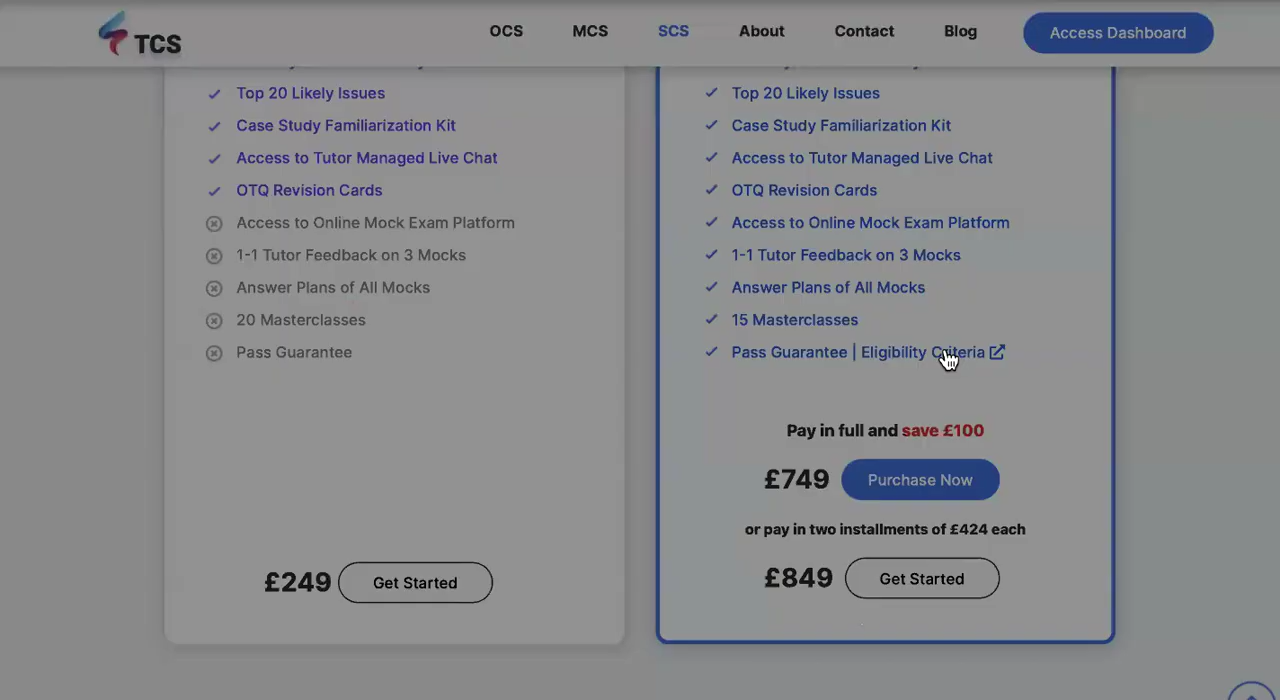 TCS
OCS
MCS
SCS
About
Contact
Blog
Access Dashboard
Top 20 Likely Issues
Case Study Familiarization Kit
Access to Tutor Managed Live Chat
OTQ Revision Cards
Access to Online Mock Exam Platform
1-1 Tutor Feedback on 3 Mocks
Answer Plans of All Mocks
20 Masterclasses
Pass Guarantee
£249
Get Started
Top 20 Likely Issues
Case Study Familiarization Kit
Access to Tutor Managed Live Chat
OTQ Revision Cards
Access to Online Mock Exam Platform
1-1 Tutor Feedback on 3 Mocks
Answer Plans of All Mocks
15 Masterclasses
Pass Guarantee | Eligibility Criteria
Pay in full and save £100
£749
Purchase Now
or pay in two installments of £424 each
£849
Get Started